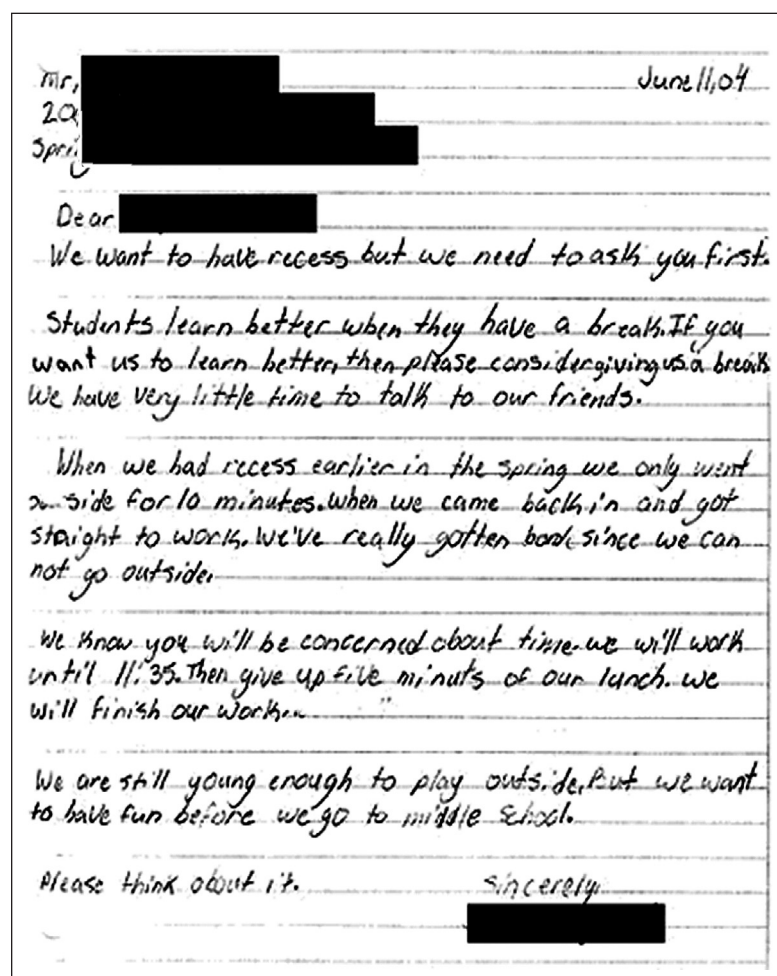 Mr,
June 11, 04
20
Spri
Dear
We want to have recess but we need to ask you first.
Students learn better when they have a break. If you
want us to learn better, then please consider giving us a break
We have very little time to talk to our friends.
When we had recess earlier in the spring we only went
side for 10 minutes. When we came back in and got
staight to work. We've really gotten since we can
not go outside.
We know you will be concerned about time. we will work
until 11:35. Then give up five minuts of our lunch. we
will finish our work..
We are still young enough to play outside, But we want
to have fun before we go to middle school.
Please think about it.
Sincerely,